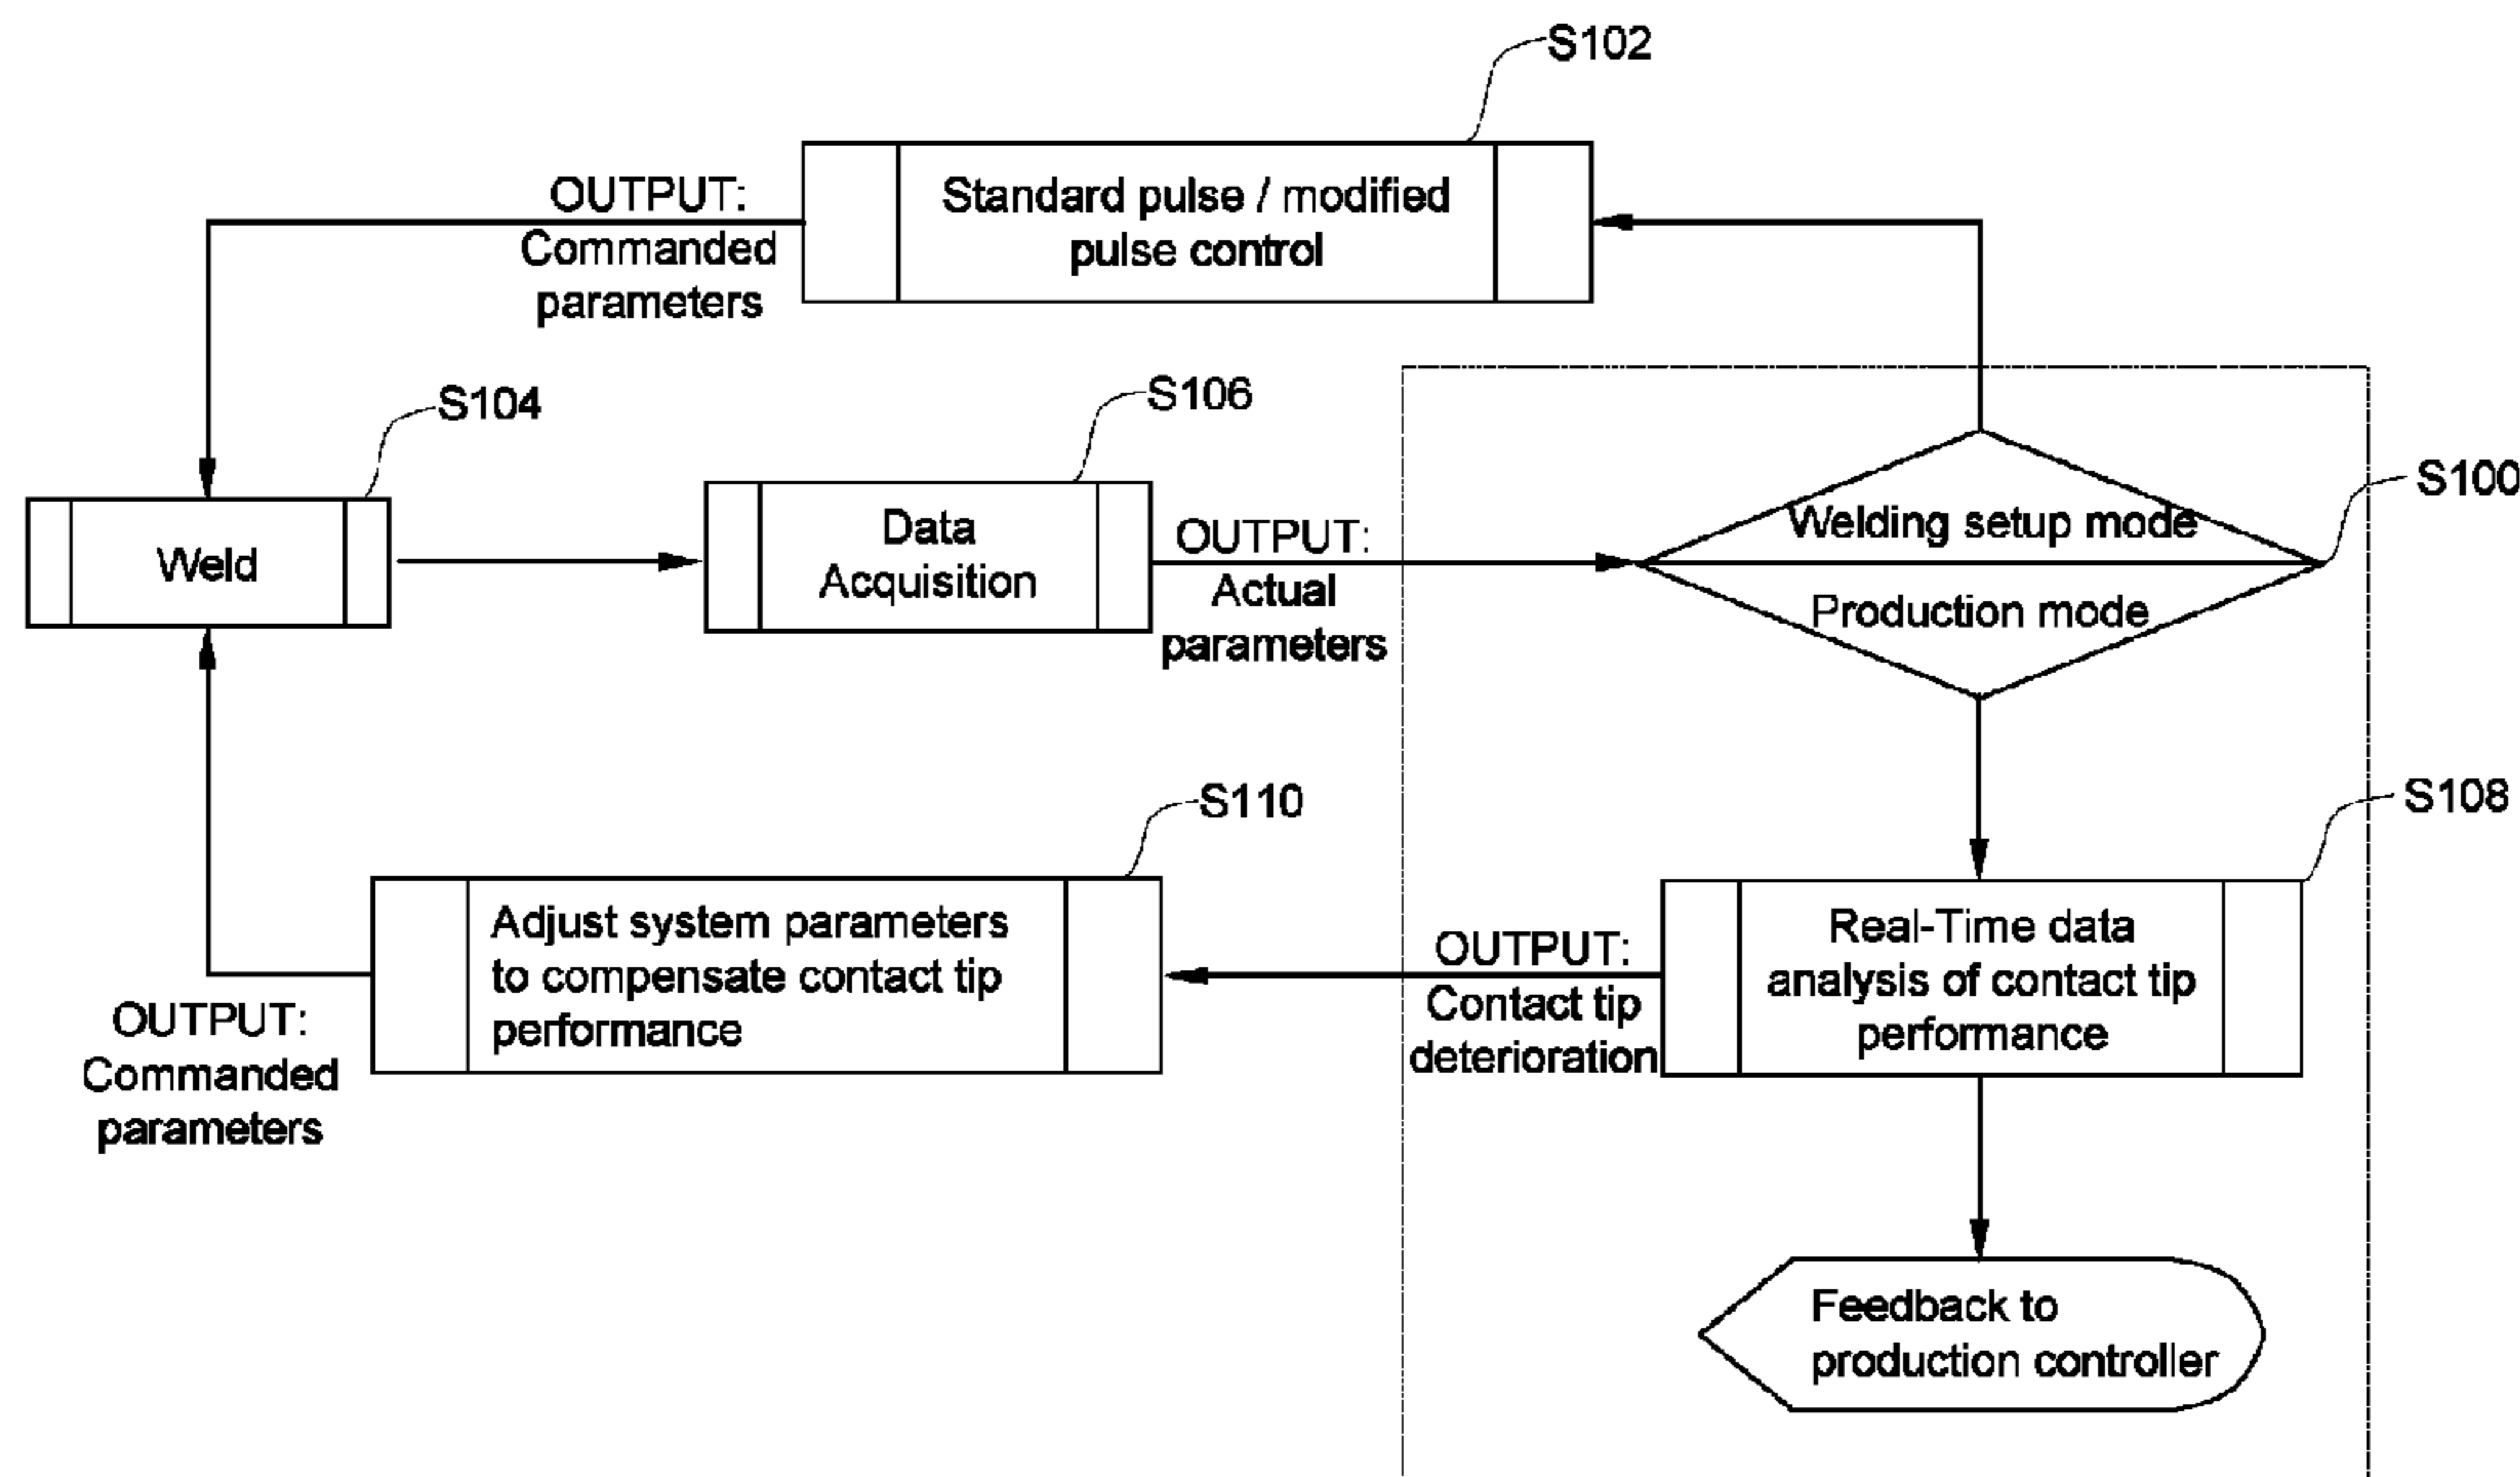 S102
Standard pulse / modified
pulse control
OUTPUT:
Commanded
parameters
S104
Weld
S106
Data
Acquisition
OUTPUT:
Actual
parameters
S100
Welding setup mode
Production mode
S110
Adjust system parameters
to compensate contact tip
performance
OUTPUT:
Commanded
parameters
S108
Real-Time data
analysis of contact tip
performance
OUTPUT:
Contact tip
deterioration
Feedback to
production controller